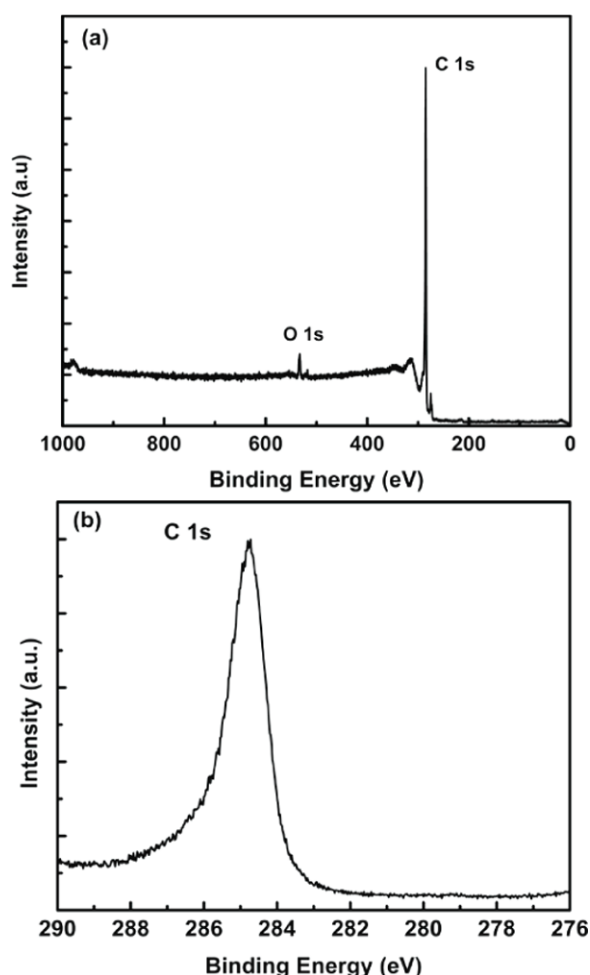 (a)
C 1s
O 1s
Intensity (a.u)
1000 800 600 400 200 0
Binding Energy (eV)
(b)
C 1s
Intensity (a.u.)
290 288 286 284 282 280 278 276
Binding Energy (eV)